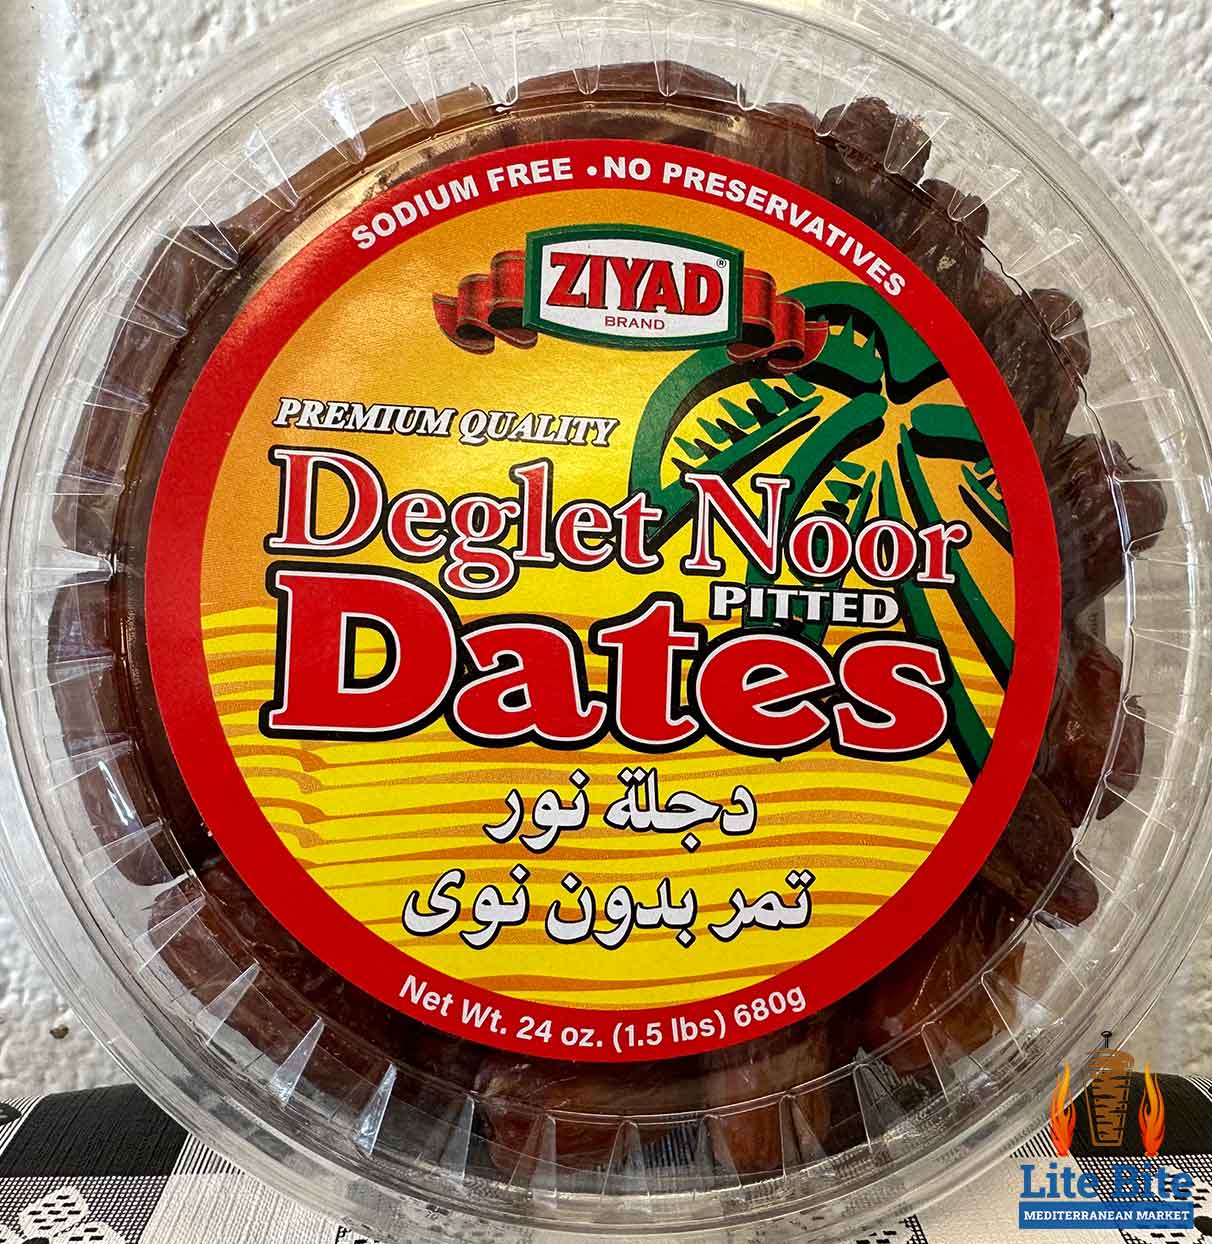 SODIUM FREE • NO PRESERVATIVES
ZIYAD®
BRAND
PREMIUM QUALITY
Deglet Noor
PITTED
Dates
دجلة نور
تمر بدون نوى
Net Wt. 24 oz. (1.5 lbs) 680g
Lite Bite
MEDITERRANEAN MARKET